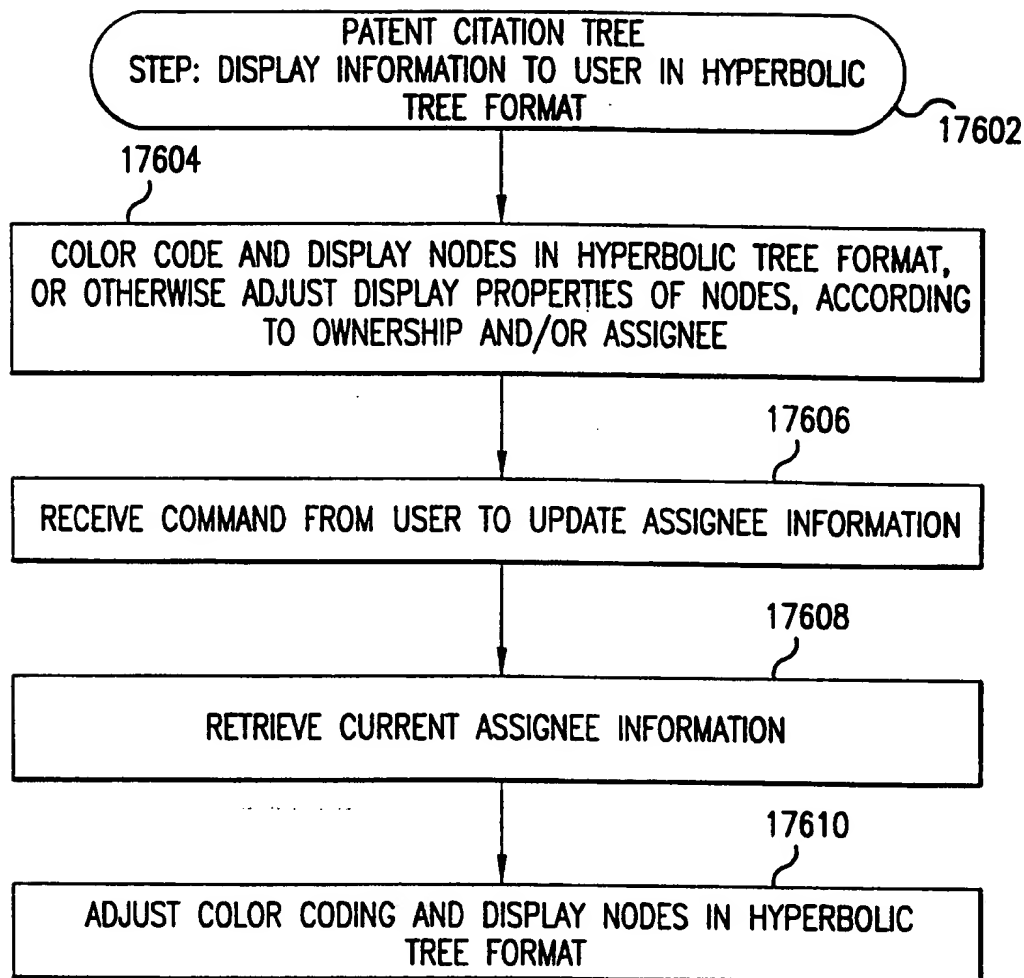 PATENT CITATION TREE
STEP: DISPLAY INFORMATION TO USER IN HYPERBOLIC
TREE FORMAT
17602
17604
COLOR CODE AND DISPLAY NODES IN HYPERBOLIC TREE FORMAT,
OR OTHERWISE ADJUST DISPLAY PROPERTIES OF NODES, ACCORDING
TO OWNERSHIP AND/OR ASSIGNEE
17606
RECEIVE COMMAND FROM USER TO UPDATE ASSIGNEE INFORMATION
17608
RETRIEVE CURRENT ASSIGNEE INFORMATION
17610
ADJUST COLOR CODING AND DISPLAY NODES IN HYPERBOLIC
TREE FORMAT